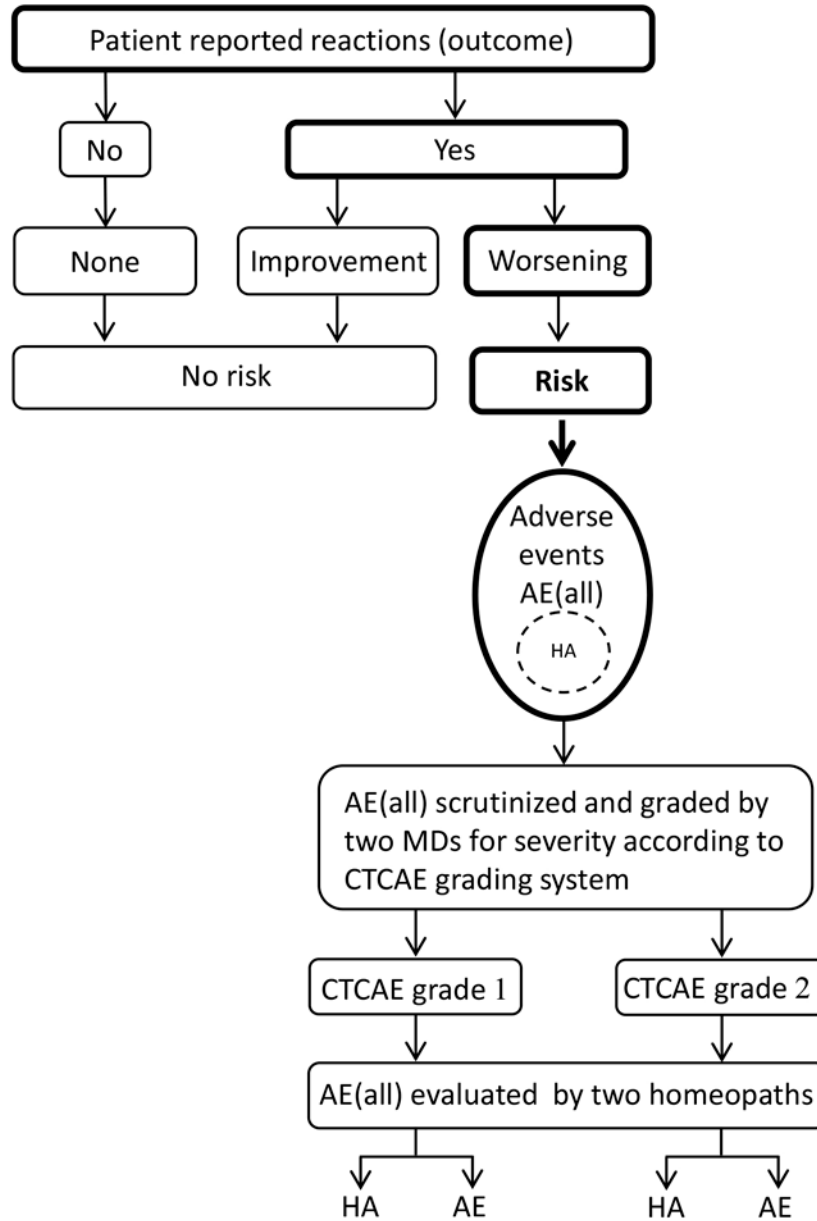 Patient reported reactions (outcome)
No
Yes
None
Improvement
Worsening
No risk
Risk
Adverse
events
AE(all)
HA
AE(all) scrutinized and graded by
two MDs for severity according to
CTCAE grading system
CTCAE grade 1
CTCAE grade 2
AE(all) evaluated by two homeopaths
HA
AE
HA
AE